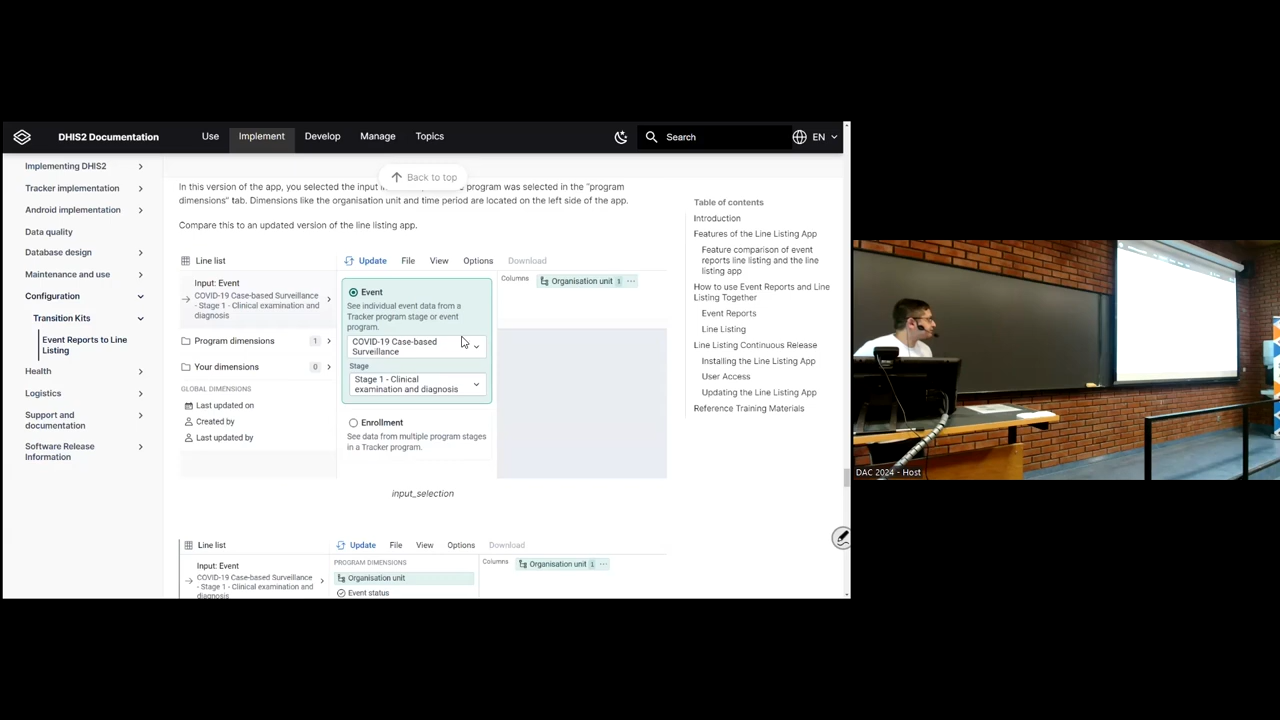 DHIS2 Documentation
Use
Implement
Develop
Manage
Topics
Search
EN
Implementing DHIS2
Tracker implementation
Android implementation
Data quality
Database design
Maintenance and use
Configuration
Transition Kits
Event Reports to Line
Listing
Health
Logistics
Support and
documentation
Software Release
Information
Back to top
In this version of the app, you selected the input program was selected in the "program
dimensions" tab. Dimensions like the organisation unit and time period are located on the left side of the app.
Compare this to an updated version of the line listing app.
Line list
Update
File
View
Options
Download
Input: Event
COVID-19 Case-based Surveillance
- Stage 1 - Clinical examination and
diagnosis
Program dimensions 1
Your dimensions 0
GLOBAL DIMENSIONS
Last updated on
Created by
Last updated by
Event
See individual event data from a
Tracker program stage or event
program.
COVID-19 Case-based
Surveillance
Stage
Stage 1 - Clinical
examination and diagnosis
Enrollment
See data from multiple program stages
in a Tracker program.
Columns
Organisation unit 1
input_selection
Line list
Update
File
View
Options
Download
Input: Event
COVID-19 Case-based Surveillance
- Stage 1 - Clinical examination and
diagnosis
PROGRAM DIMENSIONS
Organisation unit
Event status
Columns
Organisation unit 1
Table of contents
Introduction
Features of the Line Listing App
Feature comparison of event
reports line listing and the line
listing app
How to use Event Reports and Line
Listing Together
Event Reports
Line Listing
Line Listing Continuous Release
Installing the Line Listing App
User Access
Updating the Line Listing App
Reference Training Materials
DAC 2024 - Host